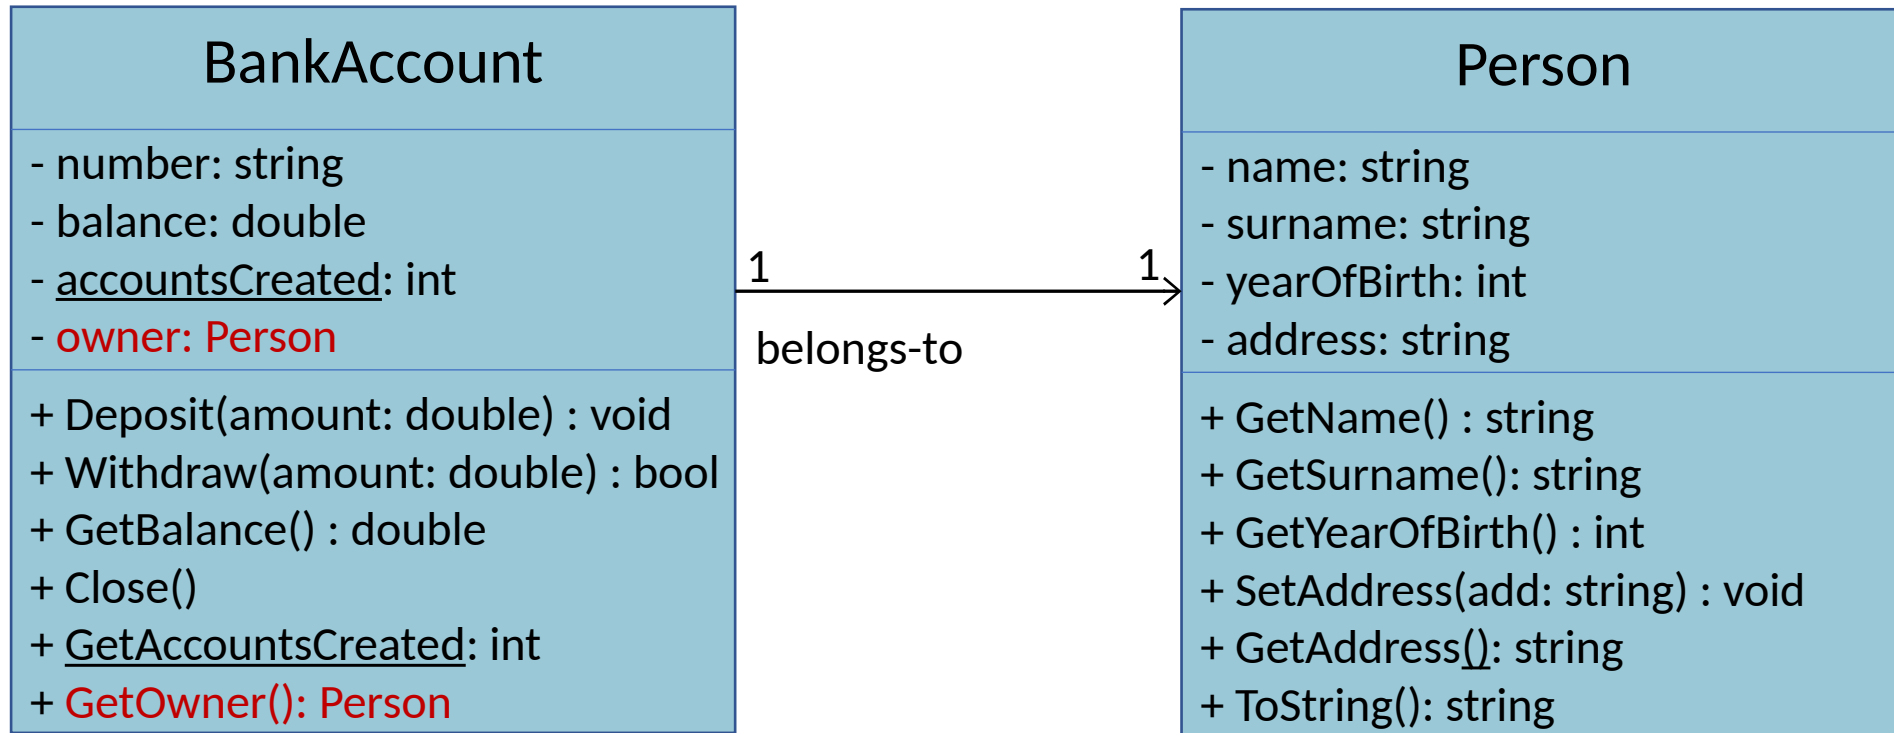 BankAccount
- number: string
- balance: double
- accountsCreated: int
- owner: Person
+ Deposit(amount: double) : void
+ Withdraw(amount: double) : bool
+ GetBalance() : double
+ Close()
+ GetAccountsCreated: int
+ GetOwner(): Person
1
1
belongs-to
Person
- name: string
- surname: string
- yearOfBirth: int
- address: string
+ GetName() : string
+ GetSurname(): string
+ GetYearOfBirth() : int
+ SetAddress(add: string) : void
+ GetAddress(): string
+ ToString(): string